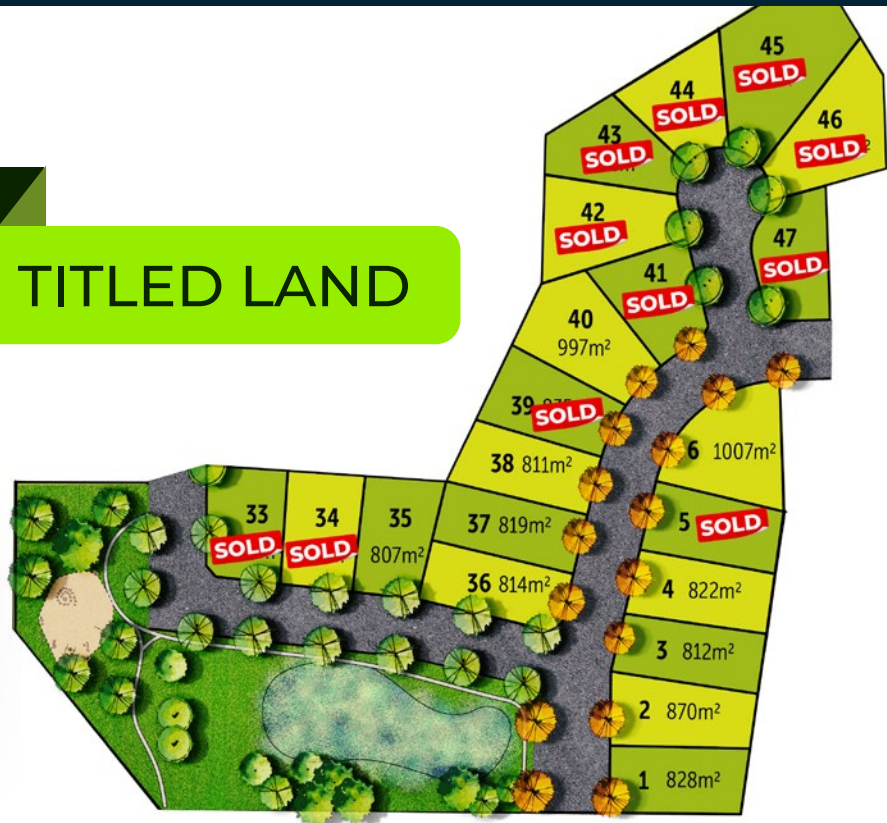 45
SOLD
44
SOLD
46
SOLD
43
SOLD
42
SOLD
47
SOLD
41
SOLD
TITLED LAND
40
997m²
39
SOLD
38 811m²
6 1007m²
33
SOLD
34
SOLD
35
807m²
37 819m²
5 SOLD
36 814m²
4 822m²
3 812m²
2 870m²
1 828m²